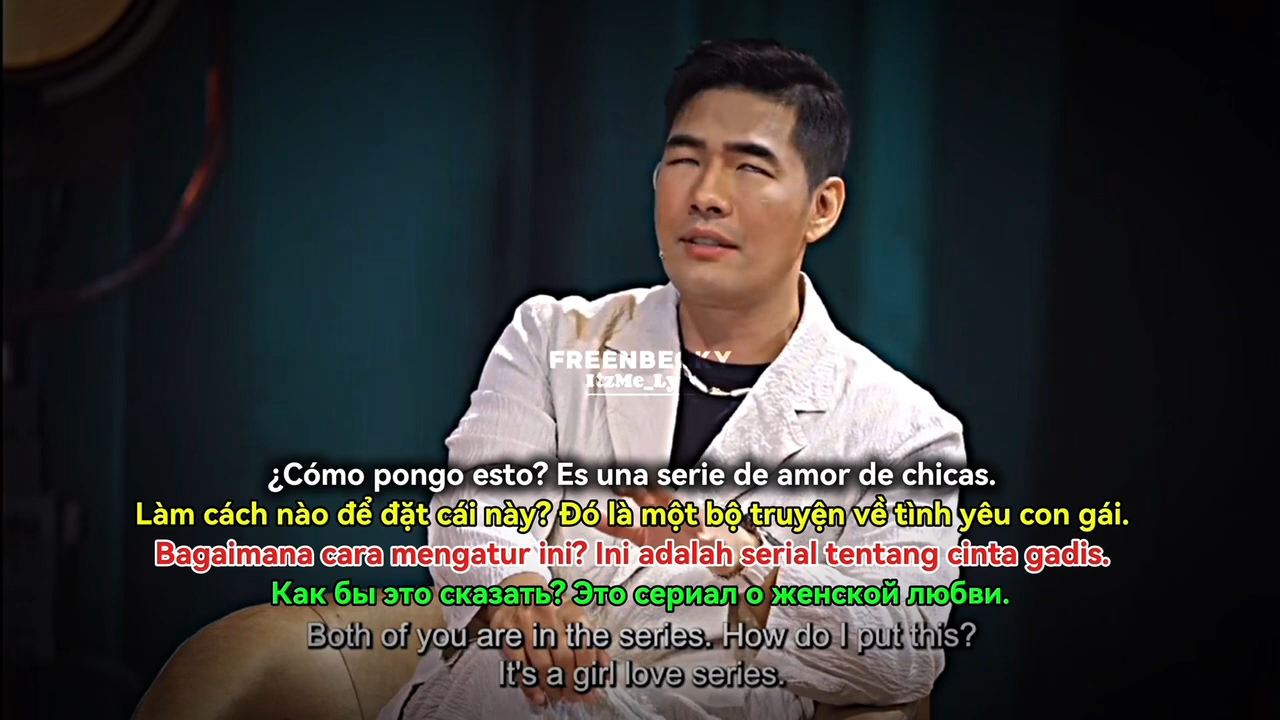 FREENBECKY
ItzMe_Ly
¿Cómo pongo esto? Es una serie de amor de chicas.
Làm cách nào để đặt cái này? Đó là một bộ truyện về tình yêu con gái.
Bagaimana cara mengatur ini? Ini adalah serial tentang cinta gadis.
Как бы это сказать? Это сериал о женской любви.
Both of you are in the series. How do I put this?
It's a girl love series.